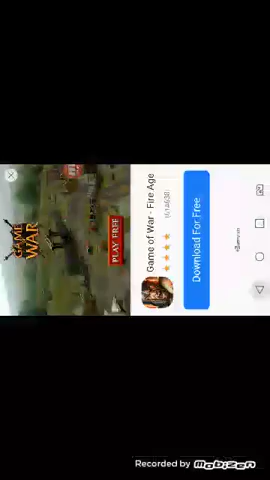 GAME
OF
WAR
PLAY FREE
Game of War - Fire Age
Download For Free
Recorded by
MOBIZEN